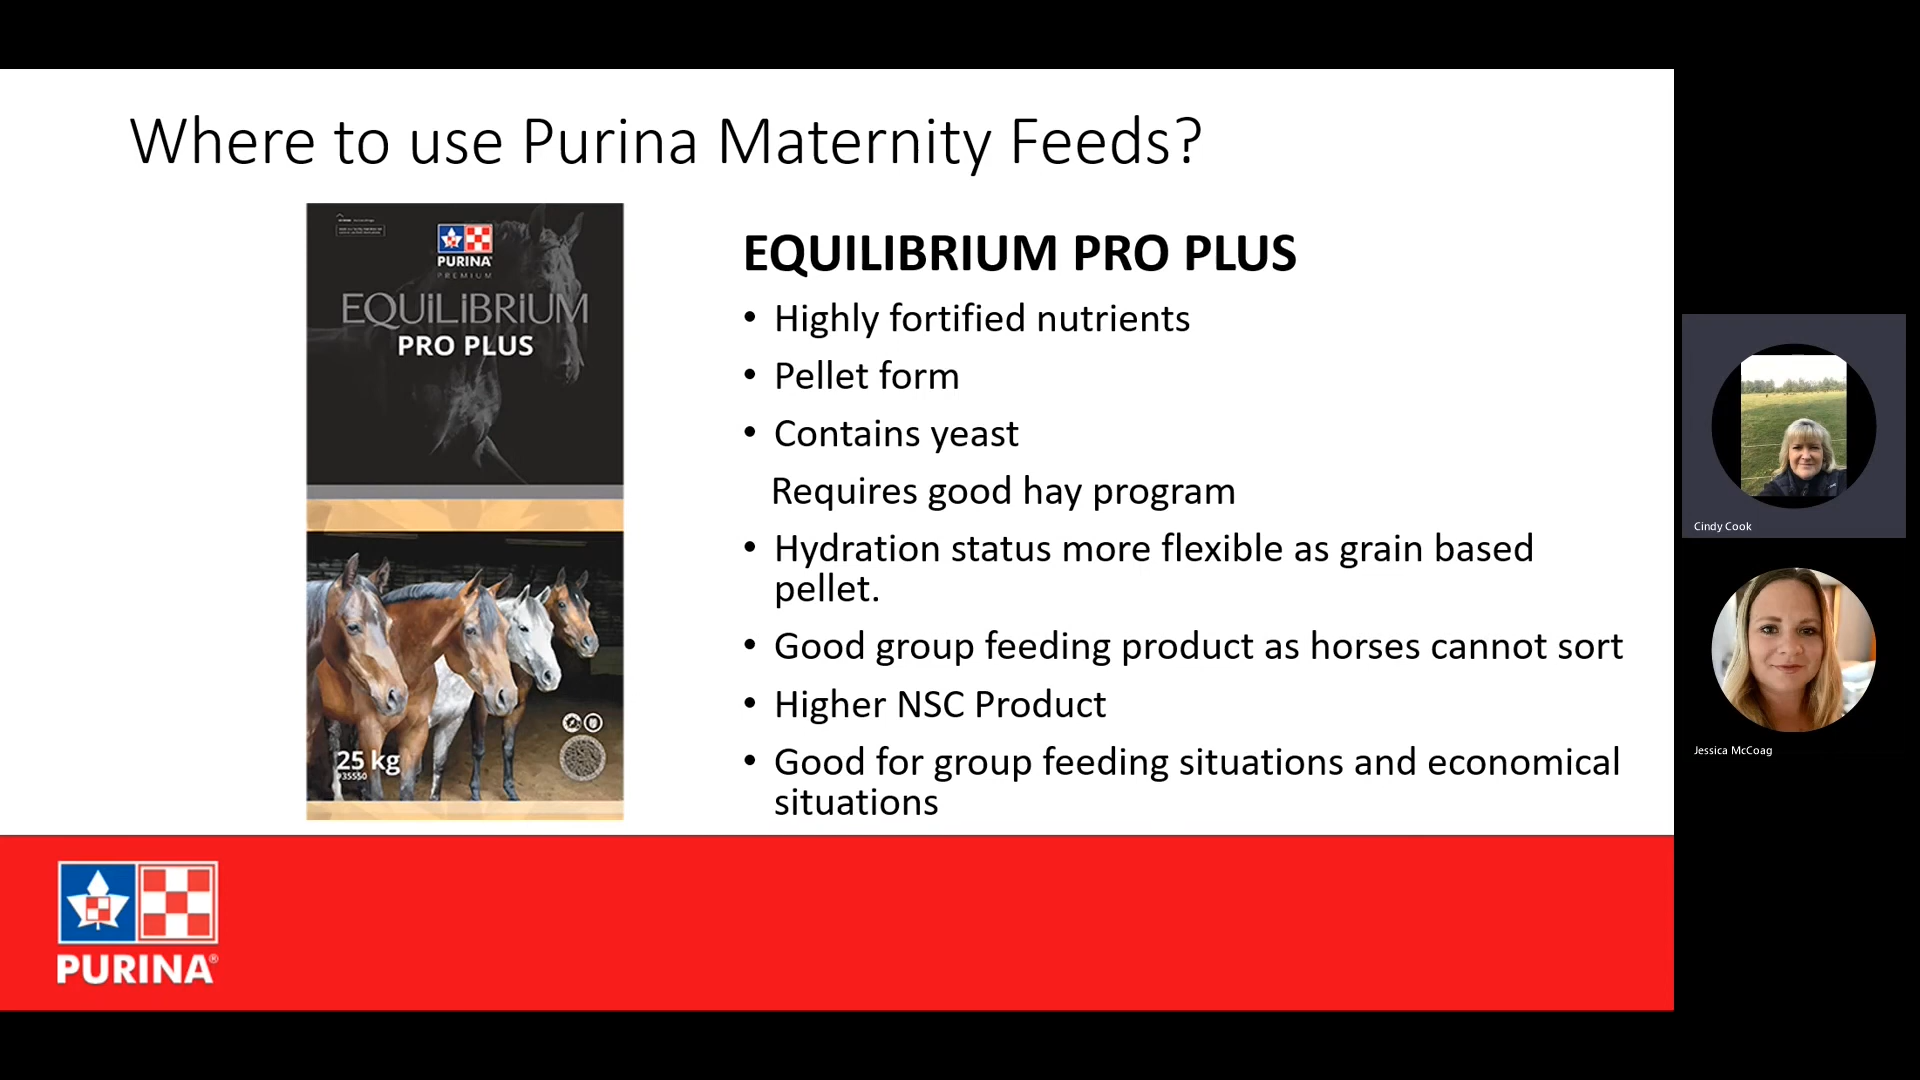 Where to use Purina Maternity Feeds?
PURINA
PREMIUM
EQUiLiBRiUM
PRO PLUS
25 kg
#35550
EQUILIBRIUM PRO PLUS
• Highly fortified nutrients
• Pellet form
• Contains yeast
Requires good hay program
• Hydration status more flexible as grain based
pellet.
• Good group feeding product as horses cannot sort
• Higher NSC Product
• Good for group feeding situations and economical
situations
Cindy Cook
Jessica McCoag
PURINA®